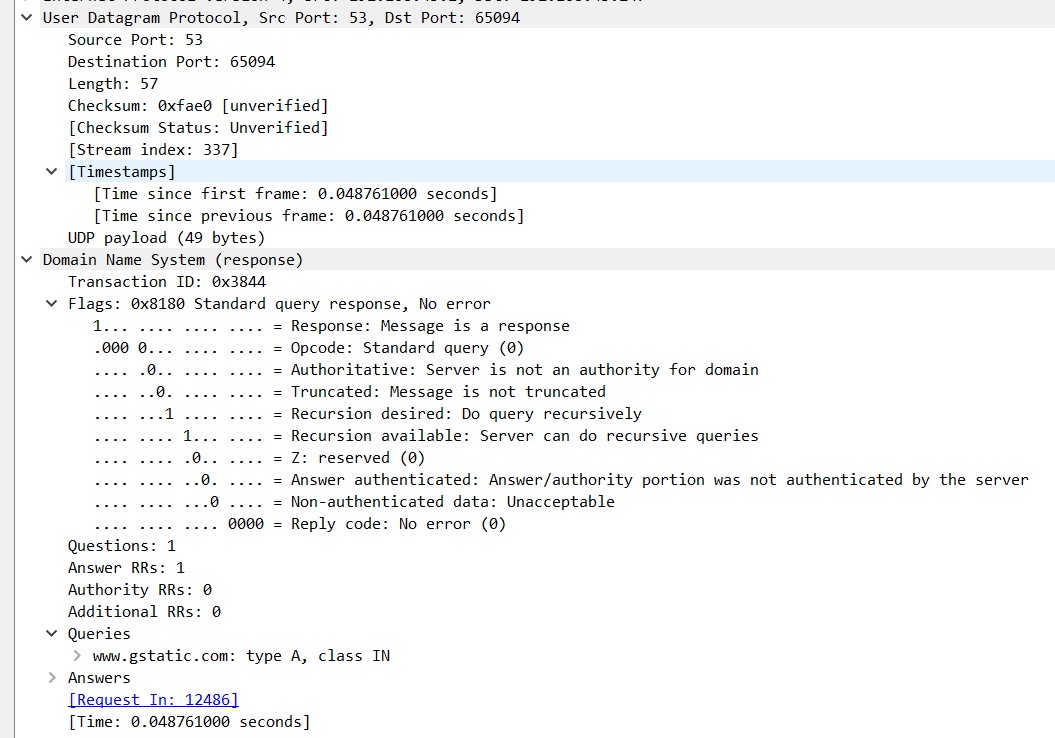 User Datagram Protocol, Src Port: 53, Dst Port: 65094
Source Port: 53
Destination Port: 65094
Length: 57
Checksum: 0xfae0 [unverified]
[Checksum Status: Unverified]
[Stream index: 337]
[Timestamps]
[Time since first frame: 0.048761000 seconds]
[Time since previous frame: 0.048761000 seconds]
UDP payload (49 bytes)
Domain Name System (response)
Transaction ID: 0x3844
Flags: 0x8180 Standard query response, No error
1... .... .... .... = Response: Message is a response
.000 0... .... .... = Opcode: Standard query (0)
.... .0.. .... .... = Authoritative: Server is not an authority for domain
.... ..0. .... .... = Truncated: Message is not truncated
.... ...1 .... .... = Recursion desired: Do query recursively
.... .... 1... .... = Recursion available: Server can do recursive queries
.... .... .0.. .... = Z: reserved (0)
.... .... ..0. .... = Answer authenticated: Answer/authority portion was not authenticated by the server
.... .... ...0 .... = Non-authenticated data: Unacceptable
.... .... .... 0000 = Reply code: No error (0)
Questions: 1
Answer RRs: 1
Authority RRs: 0
Additional RRs: 0
Queries
www.gstatic.com: type A, class IN
Answers
[Request In: 12486]
[Time: 0.048761000 seconds]